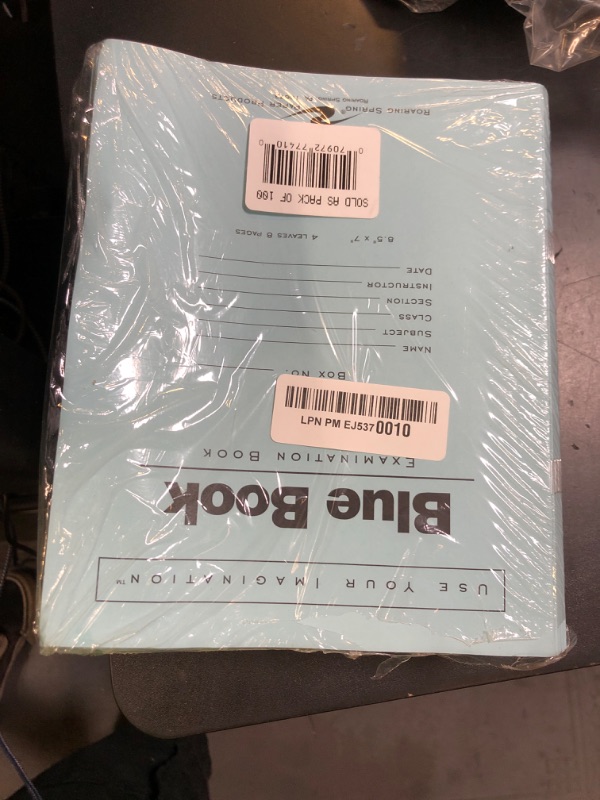 USE YOUR IMAGINATION™
Blue Book
EXAMINATION BOOK
BOX NO.
NAME
SUBJECT
CLASS
SECTION
INSTRUCTOR
DATE
8.5" x 7" 4 LEAVES 8 PAGES
SOLD AS PACK OF 100
0 70972 77410 0
ROARING SPRING® PAPER PRODUCTS
LPN PM EJ5370010